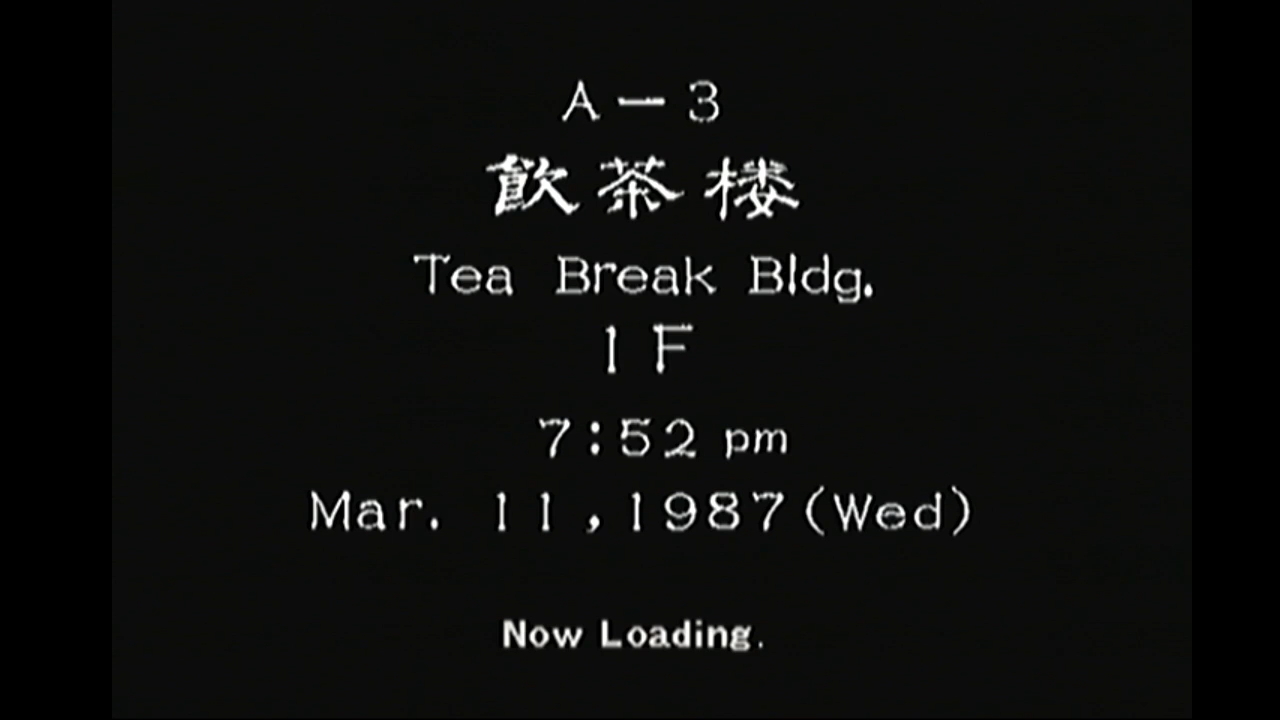 A-3
飲茶楼
Tea Break Bldg.
1F
7:52 pm
Mar. 11,1987(Wed)
Now Loading.